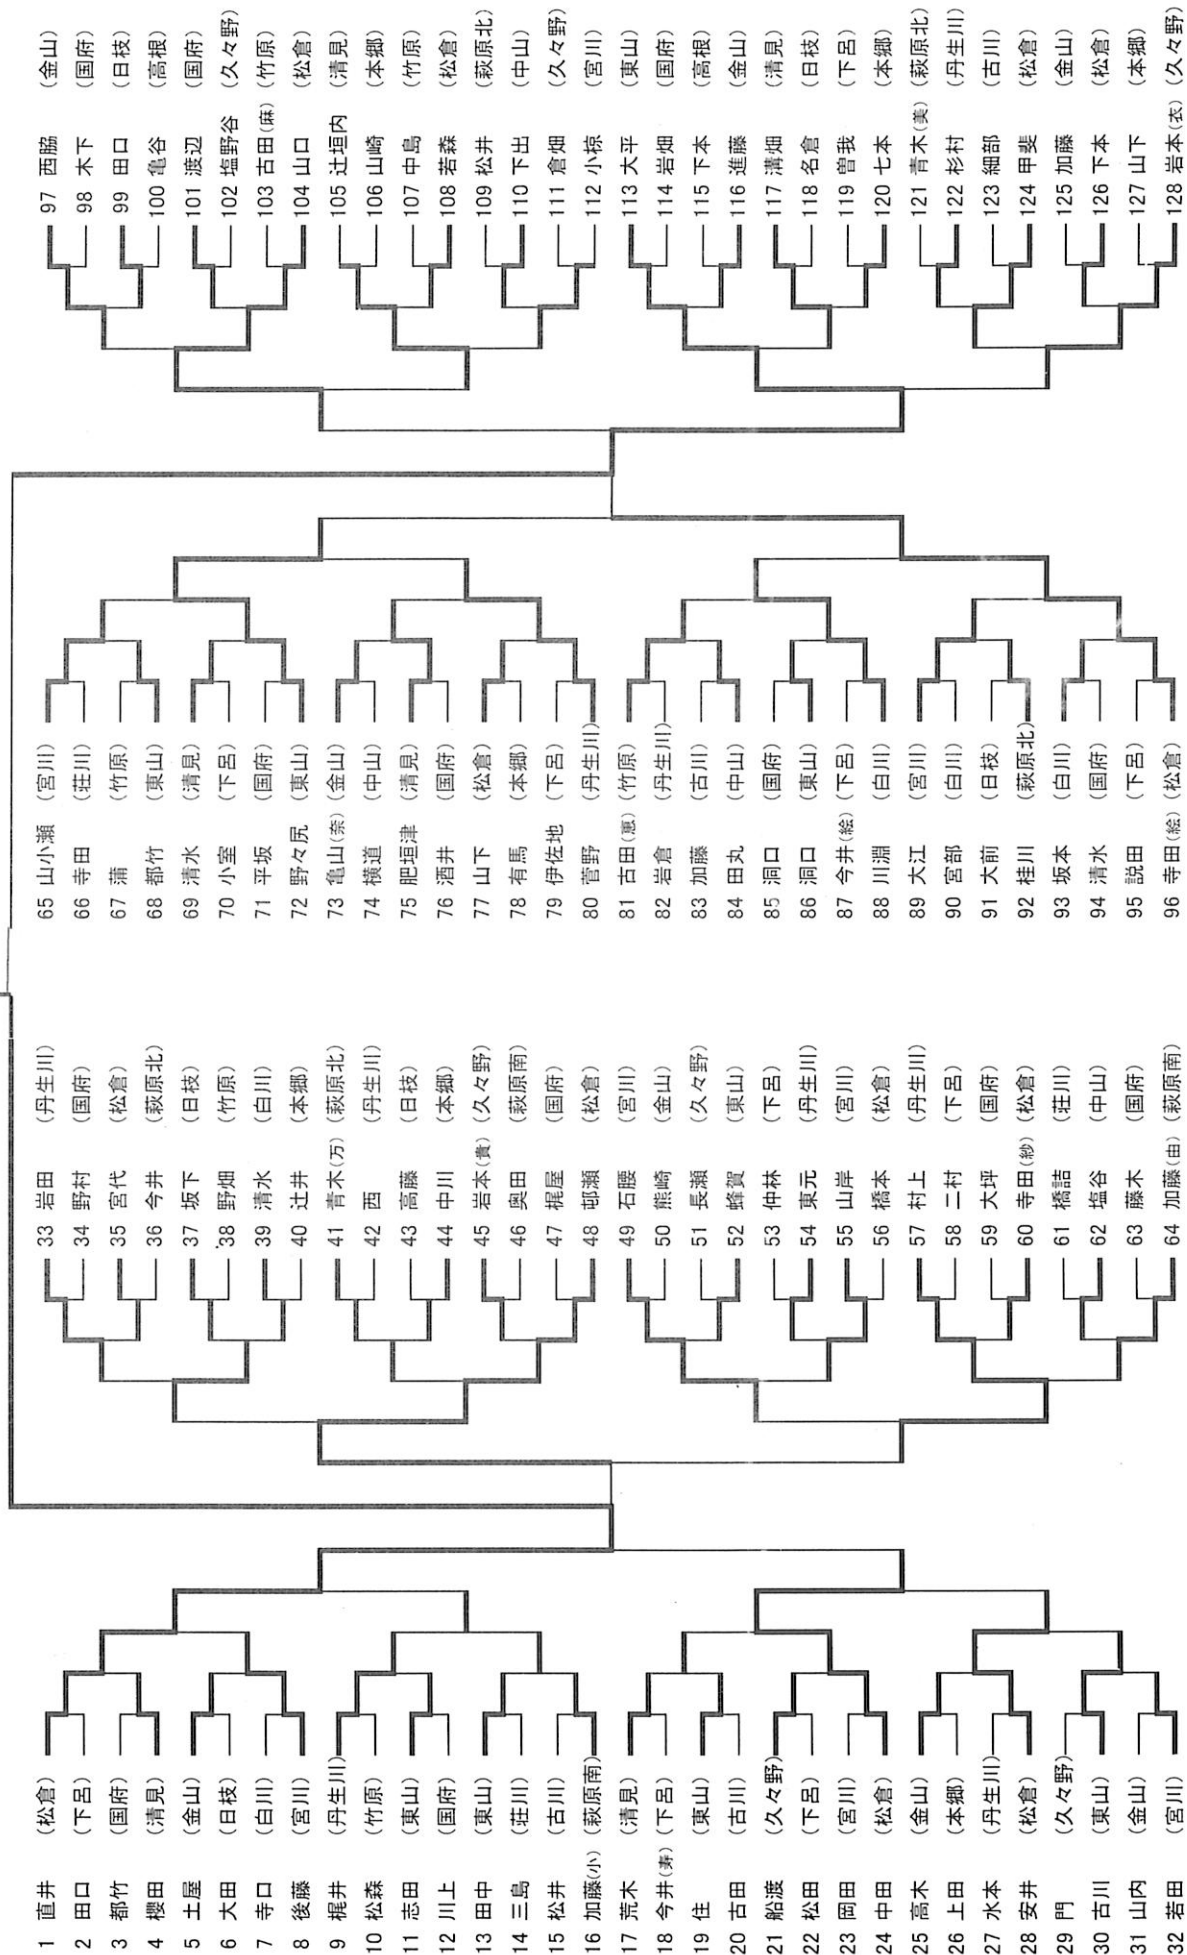 1 直井 (松倉)
2 田口 (下呂)
3 都竹 (国府)
4 櫻田 (清見)
5 土屋 (金山)
6 大田 (日枝)
7 寺口 (白川)
8 後藤 (宮川)
9 梶井 (丹生川)
10 松森 (竹原)
11 志田 (東山)
12 川上 (国府)
13 田中 (東山)
14 三島 (荘川)
15 松井 (古川)
16 加藤(小) (萩原南)
17 荒木 (清見)
18 今井(寿) (下呂)
19 住 (東山)
20 古田 (古川)
21 船渡 (久々野)
22 松田 (下呂)
23 岡田 (宮川)
24 中田 (松倉)
25 高木 (金山)
26 上田 (本郷)
27 水本 (丹生川)
28 安井 (松倉)
29 門 (久々野)
30 古川 (東山)
31 山内 (金山)
32 若田 (宮川)
33 岩田 (丹生川)
34 野村 (国府)
35 宮代 (松倉)
36 今井 (萩原北)
37 坂下 (日枝)
38 野畑 (竹原)
39 清水 (白川)
40 辻井 (本郷)
41 青木(万) (萩原北)
42 西 (丹生川)
43 高藤 (日枝)
44 中川 (本郷)
45 岩本(貴) (久々野)
46 奥田 (萩原南)
47 梶屋 (国府)
48 邨瀬 (松倉)
49 石腰 (宮川)
50 熊崎 (金山)
51 長瀬 (久々野)
52 蜂賀 (東山)
53 仲林 (下呂)
54 東元 (丹生川)
55 山岸 (宮川)
56 橋本 (松倉)
57 村上 (丹生川)
58 二村 (下呂)
59 大坪 (国府)
60 寺田(紗) (松倉)
61 橋詰 (荘川)
62 塩谷 (中山)
63 藤木 (国府)
64 加藤(由) (萩原南)
65 山小瀬 (宮川)
66 寺田 (荘川)
67 蒲 (竹原)
68 都竹 (東山)
69 清水 (清見)
70 小室 (下呂)
71 平坂 (国府)
72 野々尻 (東山)
73 亀山(奈) (金山)
74 横道 (中山)
75 肥垣津 (清見)
76 酒井 (国府)
77 山下 (松倉)
78 有馬 (本郷)
79 伊佐地 (下呂)
80 菅野 (丹生川)
81 古田(恵) (竹原)
82 岩倉 (丹生川)
83 加藤 (古川)
84 田丸 (中山)
85 洞口 (国府)
86 洞口 (東山)
87 今井(絵) (下呂)
88 川淵 (白川)
89 大江 (宮川)
90 宮部 (白川)
91 大前 (日枝)
92 桂川 (萩原北)
93 坂本 (白川)
94 清水 (国府)
95 説田 (下呂)
96 寺田(絵) (松倉)
97 西脇 (金山)
98 木下 (国府)
99 田口 (日枝)
100 亀谷 (高根)
101 渡辺 (国府)
102 塩野谷 (久々野)
103 古田(麻) (竹原)
104 山口 (松倉)
105 辻垣内 (清見)
106 山崎 (本郷)
107 中島 (竹原)
108 若森 (松倉)
109 松井 (萩原北)
110 下出 (中山)
111 倉畑 (久々野)
112 小椋 (宮川)
113 大平 (東山)
114 岩畑 (国府)
115 下本 (高根)
116 進藤 (金山)
117 溝畑 (清見)
118 名倉 (日枝)
119 曽我 (下呂)
120 七本 (本郷)
121 青木(美) (萩原北)
122 杉村 (丹生川)
123 細部 (古川)
124 甲斐 (松倉)
125 加藤 (金山)
126 下本 (松倉)
127 山下 (本郷)
128 岩本(衣) (久々野)